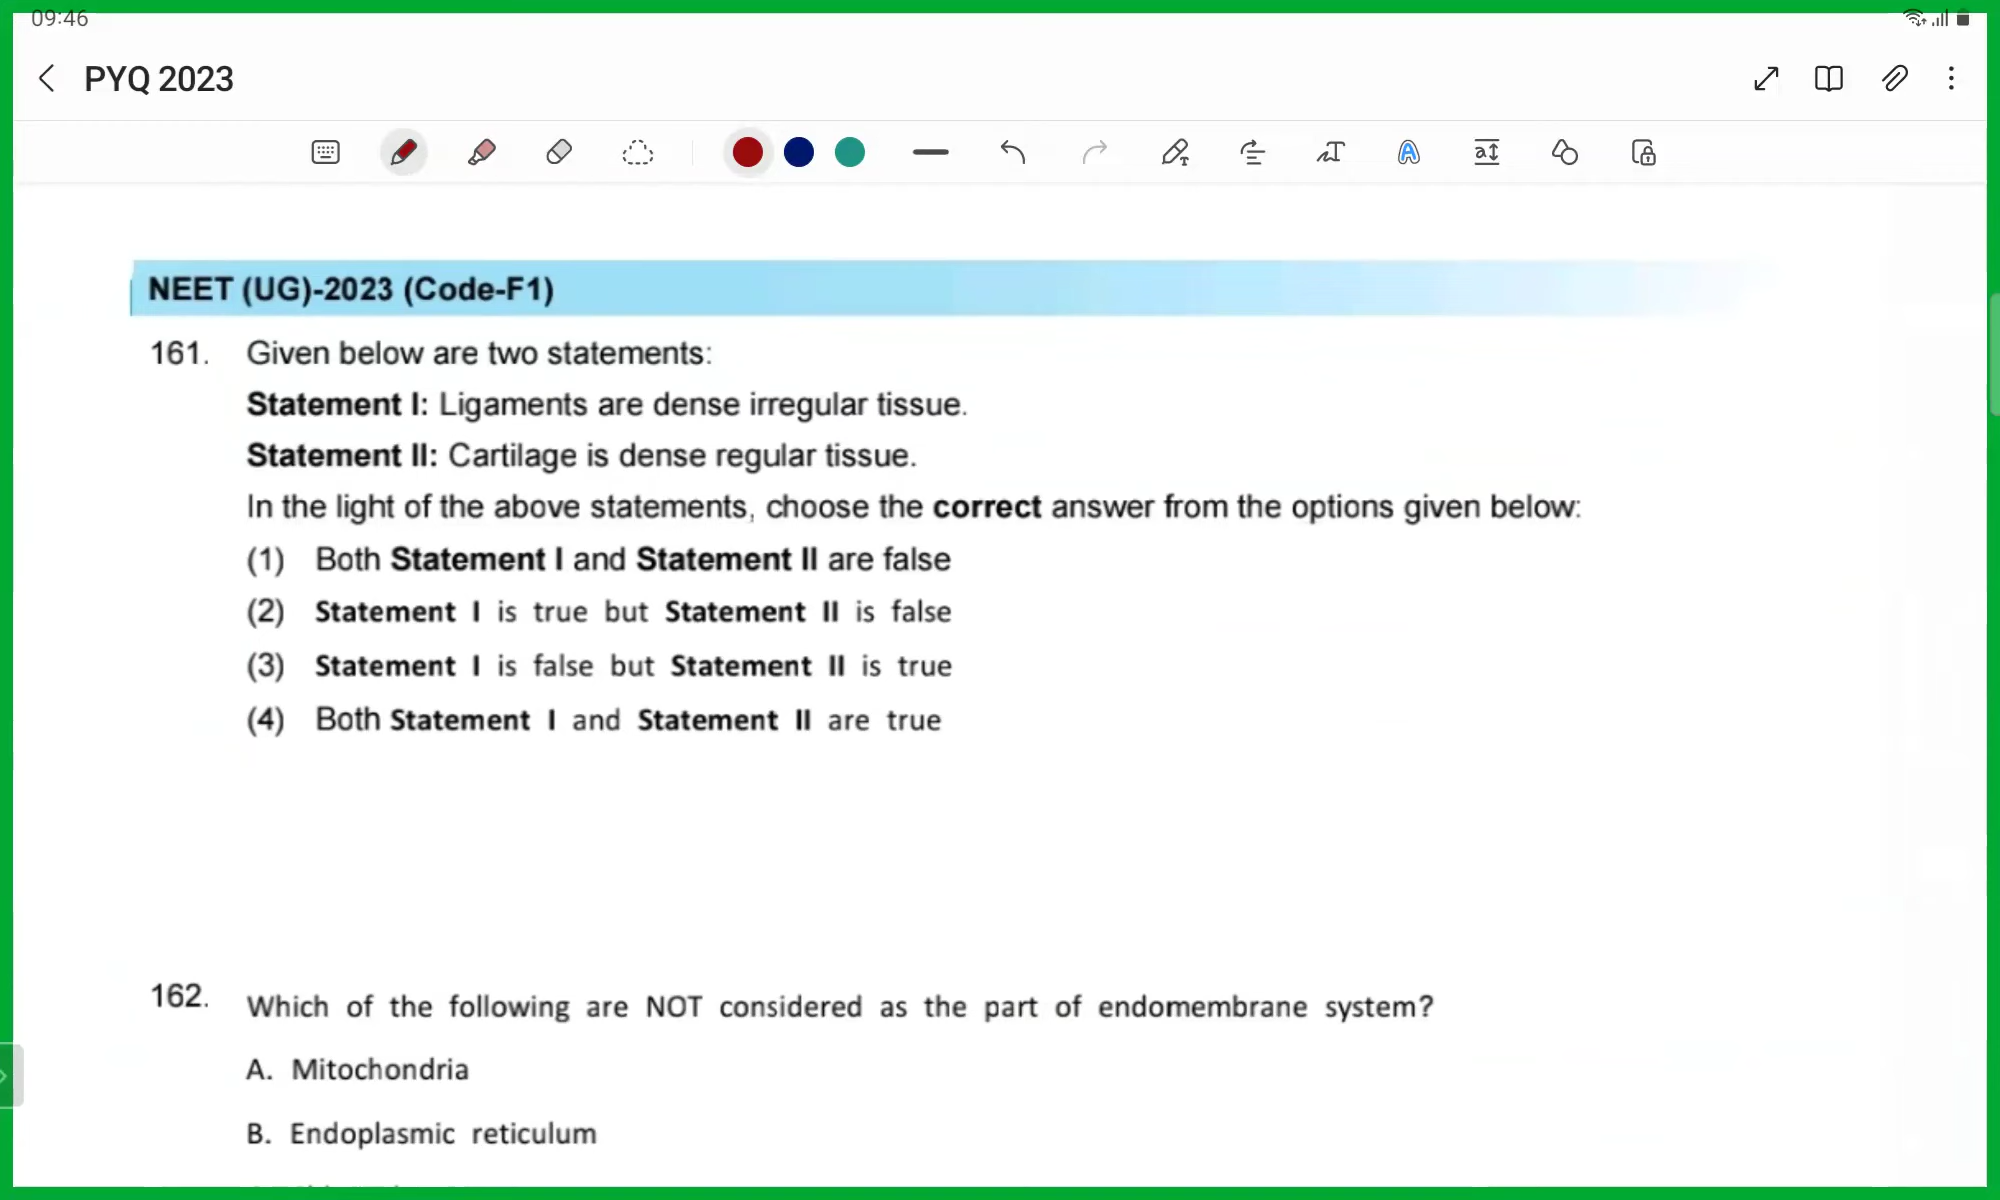 09:46
PYQ 2023
NEET (UG)-2023 (Code-F1)
161. Given below are two statements:
Statement I: Ligaments are dense irregular tissue.
Statement II: Cartilage is dense regular tissue.
In the light of the above statements, choose the correct answer from the options given below:
(1) Both Statement I and Statement II are false
(2) Statement I is true but Statement II is false
(3) Statement I is false but Statement II is true
(4) Both Statement I and Statement II are true
162. Which of the following are NOT considered as the part of endomembrane system?
A. Mitochondria
B. Endoplasmic reticulum